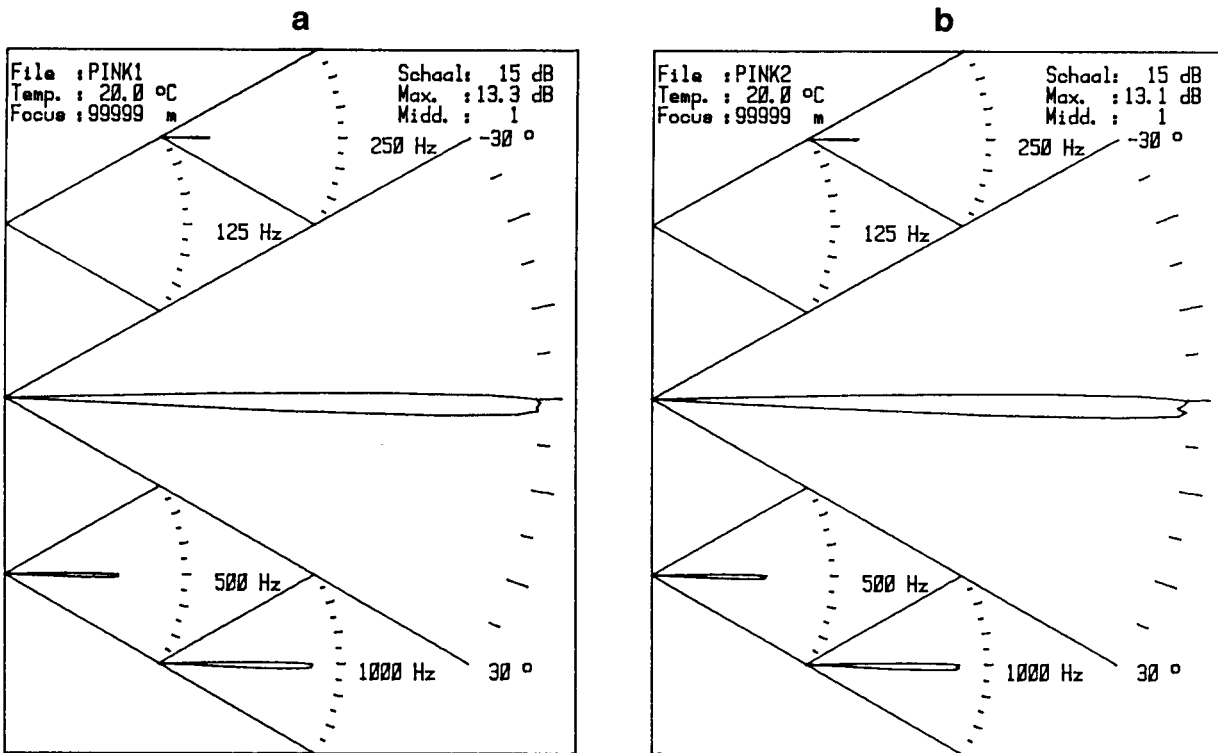 a
File :PINK1
Temp. : 20.0 °C
Focus:99999 m
Schaal: 15 dB
Max. :13.3 dB
Midd. : 1
250 Hz
-30 °
125 Hz
500 Hz
1000 Hz
30 °
b
File :PINK2
Temp. : 20.0 °C
Focus:99999 m
Schaal: 15 dB
Max. :13.1 dB
Midd. : 1
250 Hz
-30 °
125 Hz
500 Hz
1000 Hz
30 °